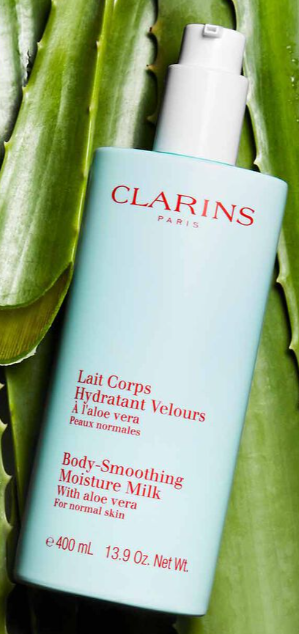 CLARINS
PARIS
Lait Corps
Hydratant Velours
À l'aloe vera
Peaux normales
Body-Smoothing
Moisture Milk
With aloe vera
For normal skin
℮ 400 mL 13.9 Oz. Net Wt.